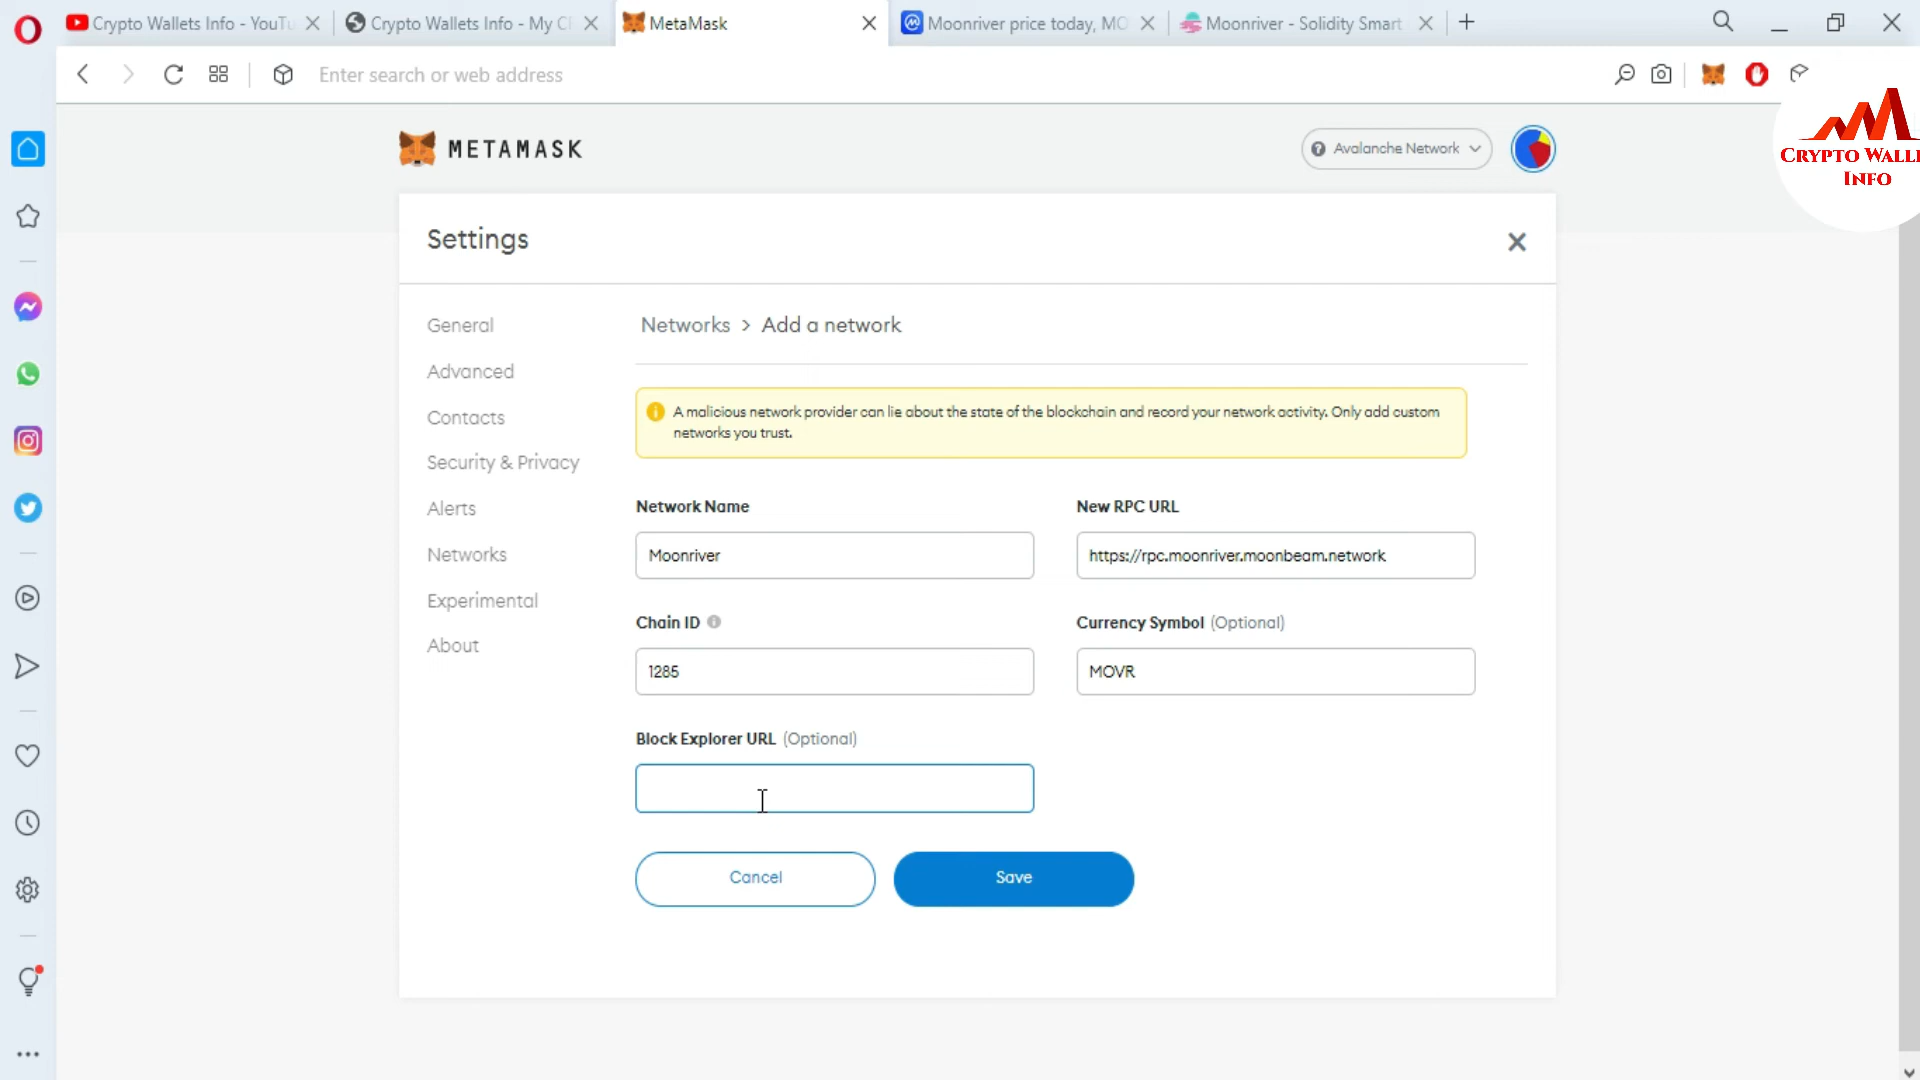 Crypto Wallets Info - YouTu
Crypto Wallets Info - My C
MetaMask
Moonriver price today, MO
Moonriver - Solidity Smart
Enter search or web address
METAMASK
Avalanche Network
CRYPTO WALLE
INFO
Settings
General
Advanced
Contacts
Security & Privacy
Alerts
Networks
Experimental
About
Networks > Add a network
A malicious network provider can lie about the state of the blockchain and record your network activity. Only add custom
networks you trust.
Network Name
New RPC URL
Moonriver
https://rpc.moonriver.moonbeam.network
Chain ID
Currency Symbol (Optional)
1285
MOVR
Block Explorer URL (Optional)
Cancel
Save